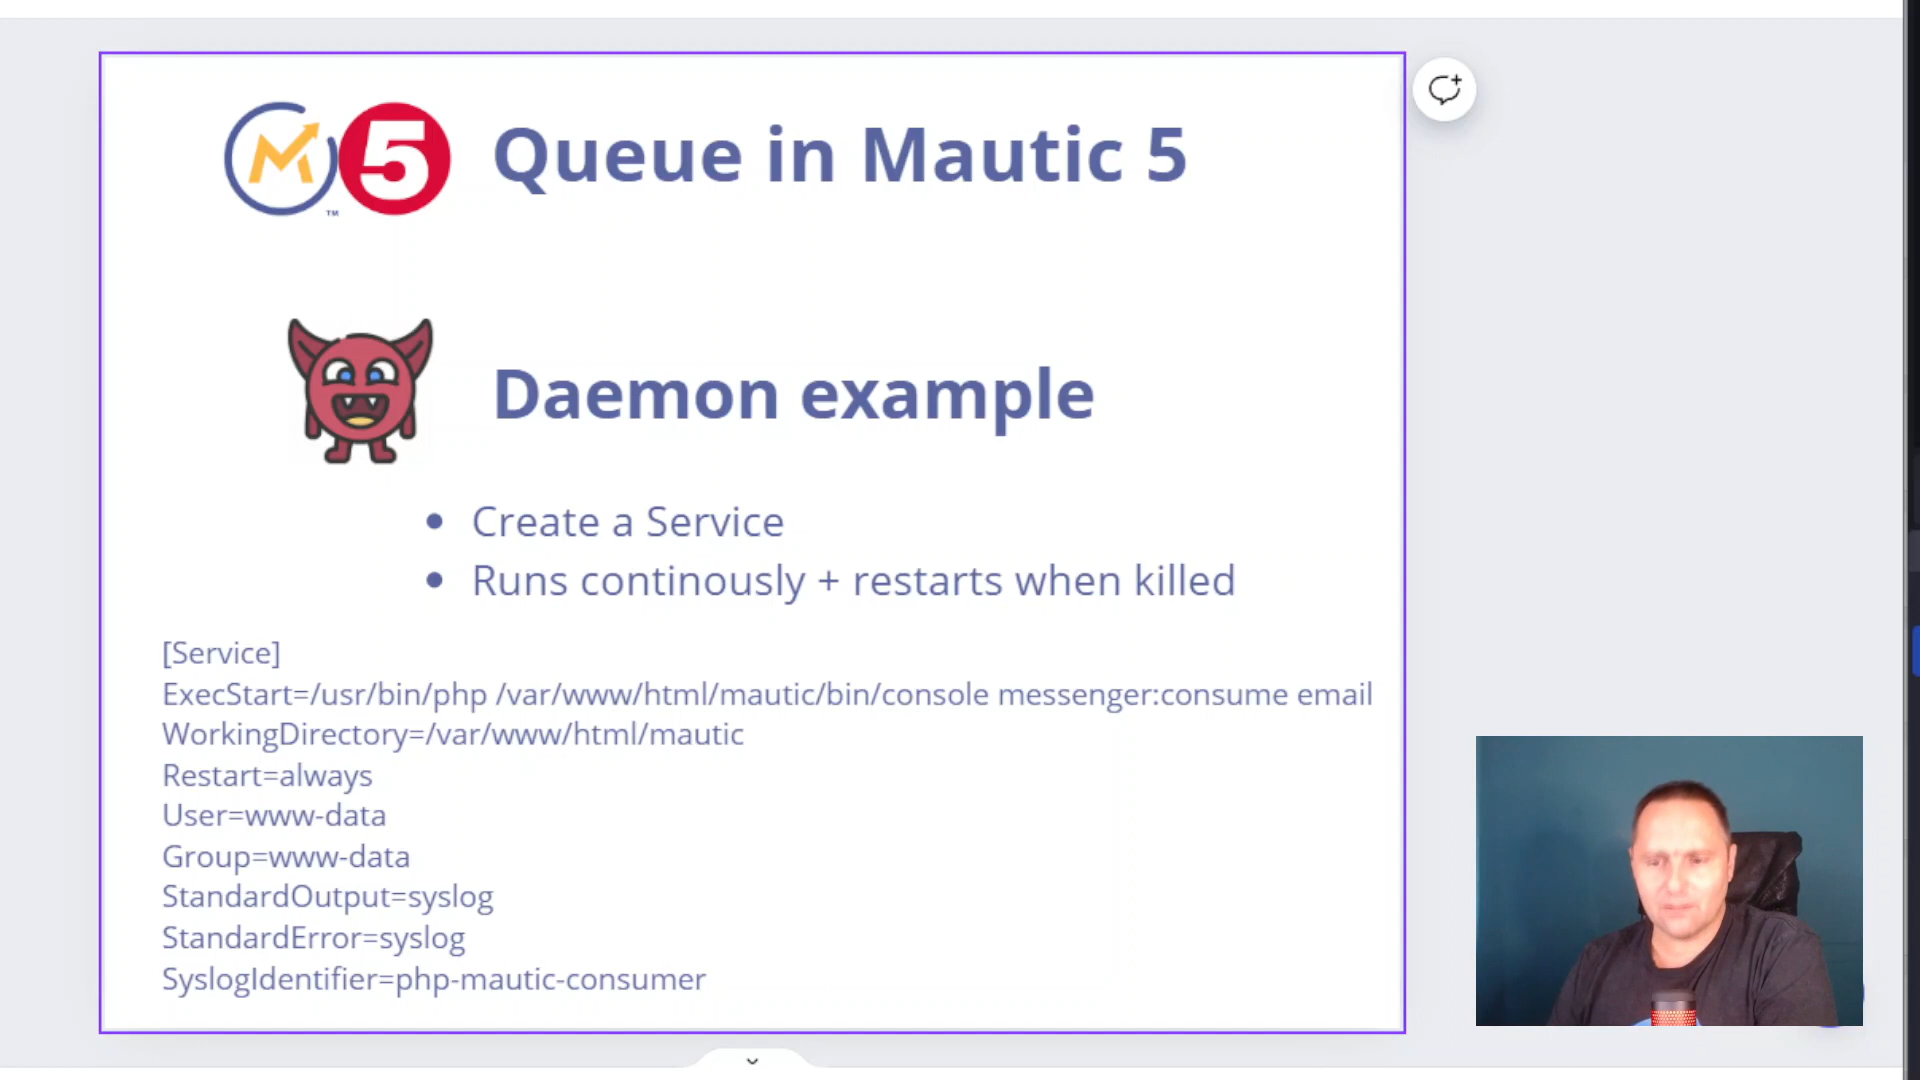 M™ 5 Queue in Mautic 5
Daemon example
• Create a Service
• Runs continously + restarts when killed
[Service]
ExecStart=/usr/bin/php /var/www/html/mautic/bin/console messenger:consume email
WorkingDirectory=/var/www/html/mautic
Restart=always
User=www-data
Group=www-data
StandardOutput=syslog
StandardError=syslog
SyslogIdentifier=php-mautic-consumer